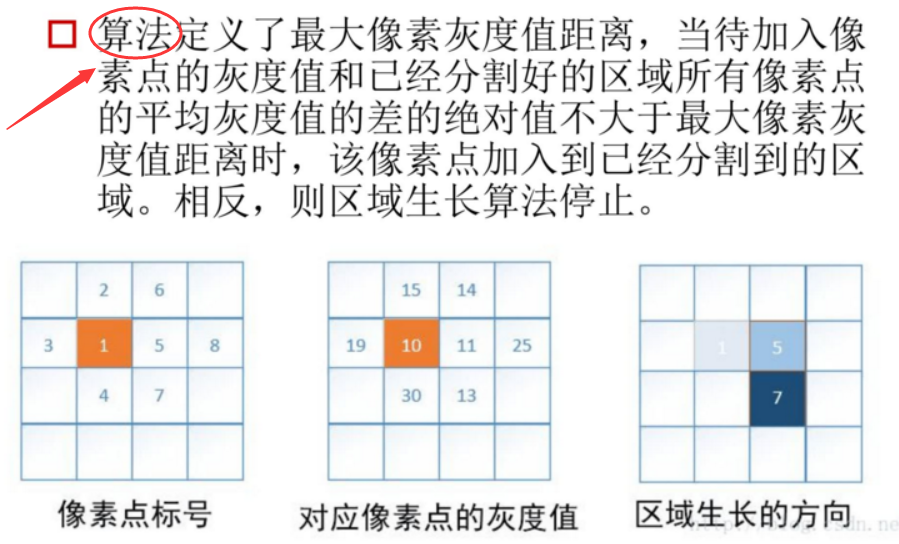 算法定义了最大像素灰度值距离，当待加入像
素点的灰度值和已经分割好的区域所有像素点
的平均灰度值的差的绝对值不大于最大像素灰
度值距离时，该像素点加入到已经分割到的区
域。相反，则区域生长算法停止。
2 6
3 1 5 8
4 7
像素点标号
15 14
19 10 11 25
30 13
对应像素点的灰度值
1 5
7
区域生长的方向